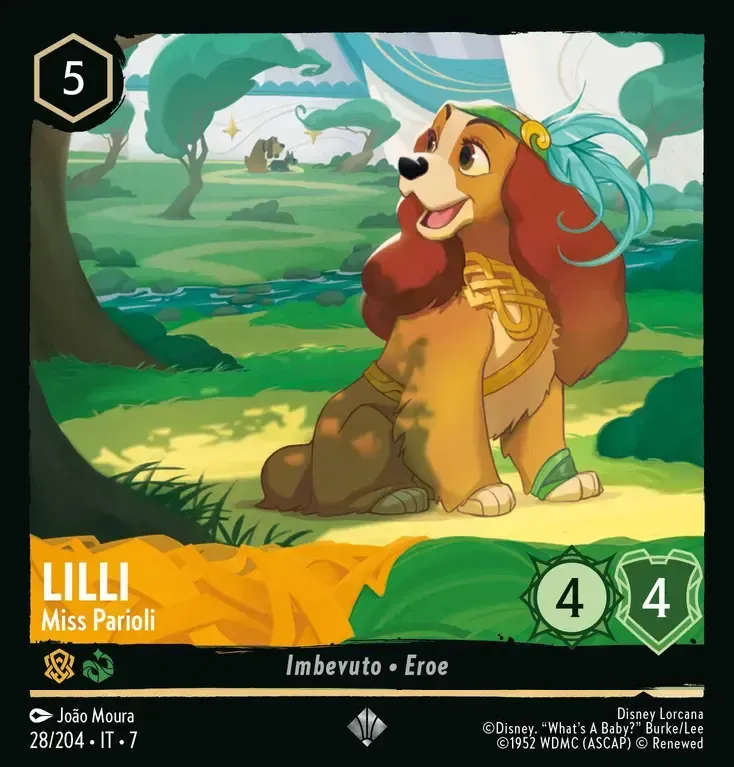 5
LILLI
Miss Parioli
4
4
Imbevuto • Eroe
João Moura
28/204 • IT • 7
Disney Lorcana
©Disney. “What’s A Baby?” Burke/Lee
©1952 WDMC (ASCAP) © Renewed